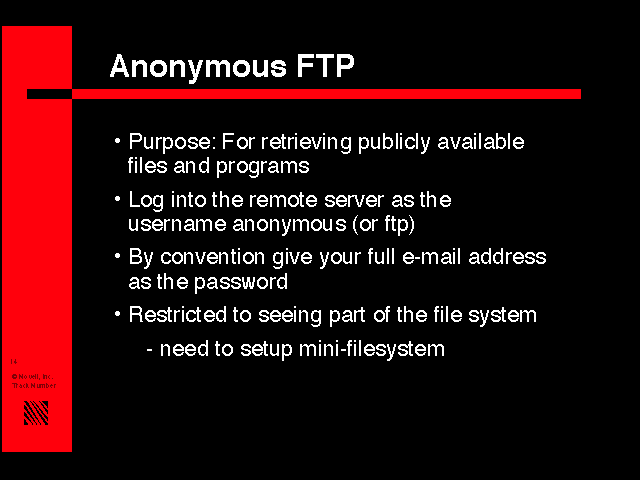 Anonymous FTP
• Purpose: For retrieving publicly available
files and programs
• Log into the remote server as the
username anonymous (or ftp)
• By convention give your full e-mail address
as the password
• Restricted to seeing part of the file system
- need to setup mini-filesystem
© Novell, Inc.
Track Number